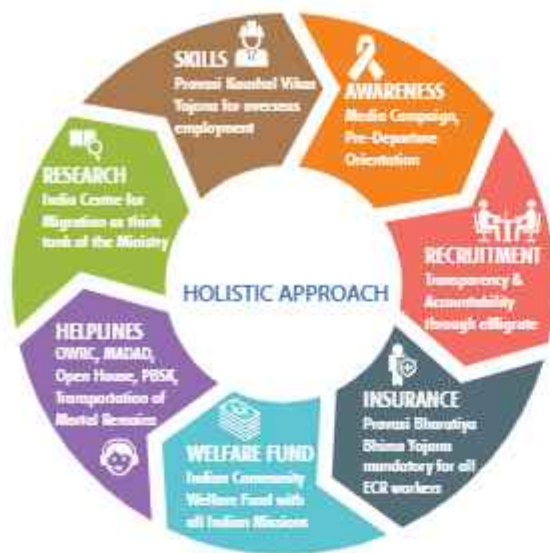 SKILLS
Pravasi Kaushal Vikas
Yojana for overseas
employment
AWARENESS
Media Campaign,
Pre-Departure
Orientation
RECRUITMENT
Transparency &
Accountability
through eMigrate
INSURANCE
Pravasi Bharatiya
Bhima Yojana
mandatory for all
ECR workers
WELFARE FUND
Indian Community
Welfare Fund with
all Indian Missions
HELPLINES
OWRC, MADAD,
Open House, PBSK,
Transportation of
Mortal Remains
RESEARCH
India Centre for
Migration as think
tank of the Ministry
HOLISTIC APPROACH